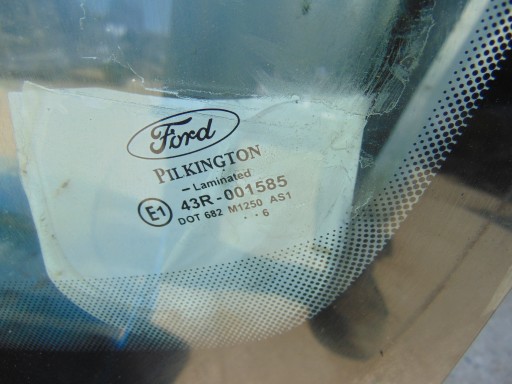 Ford
PILKINGTON
-Laminated
E1 43R-001585
DOT 682 M1250 AS1
. . 6